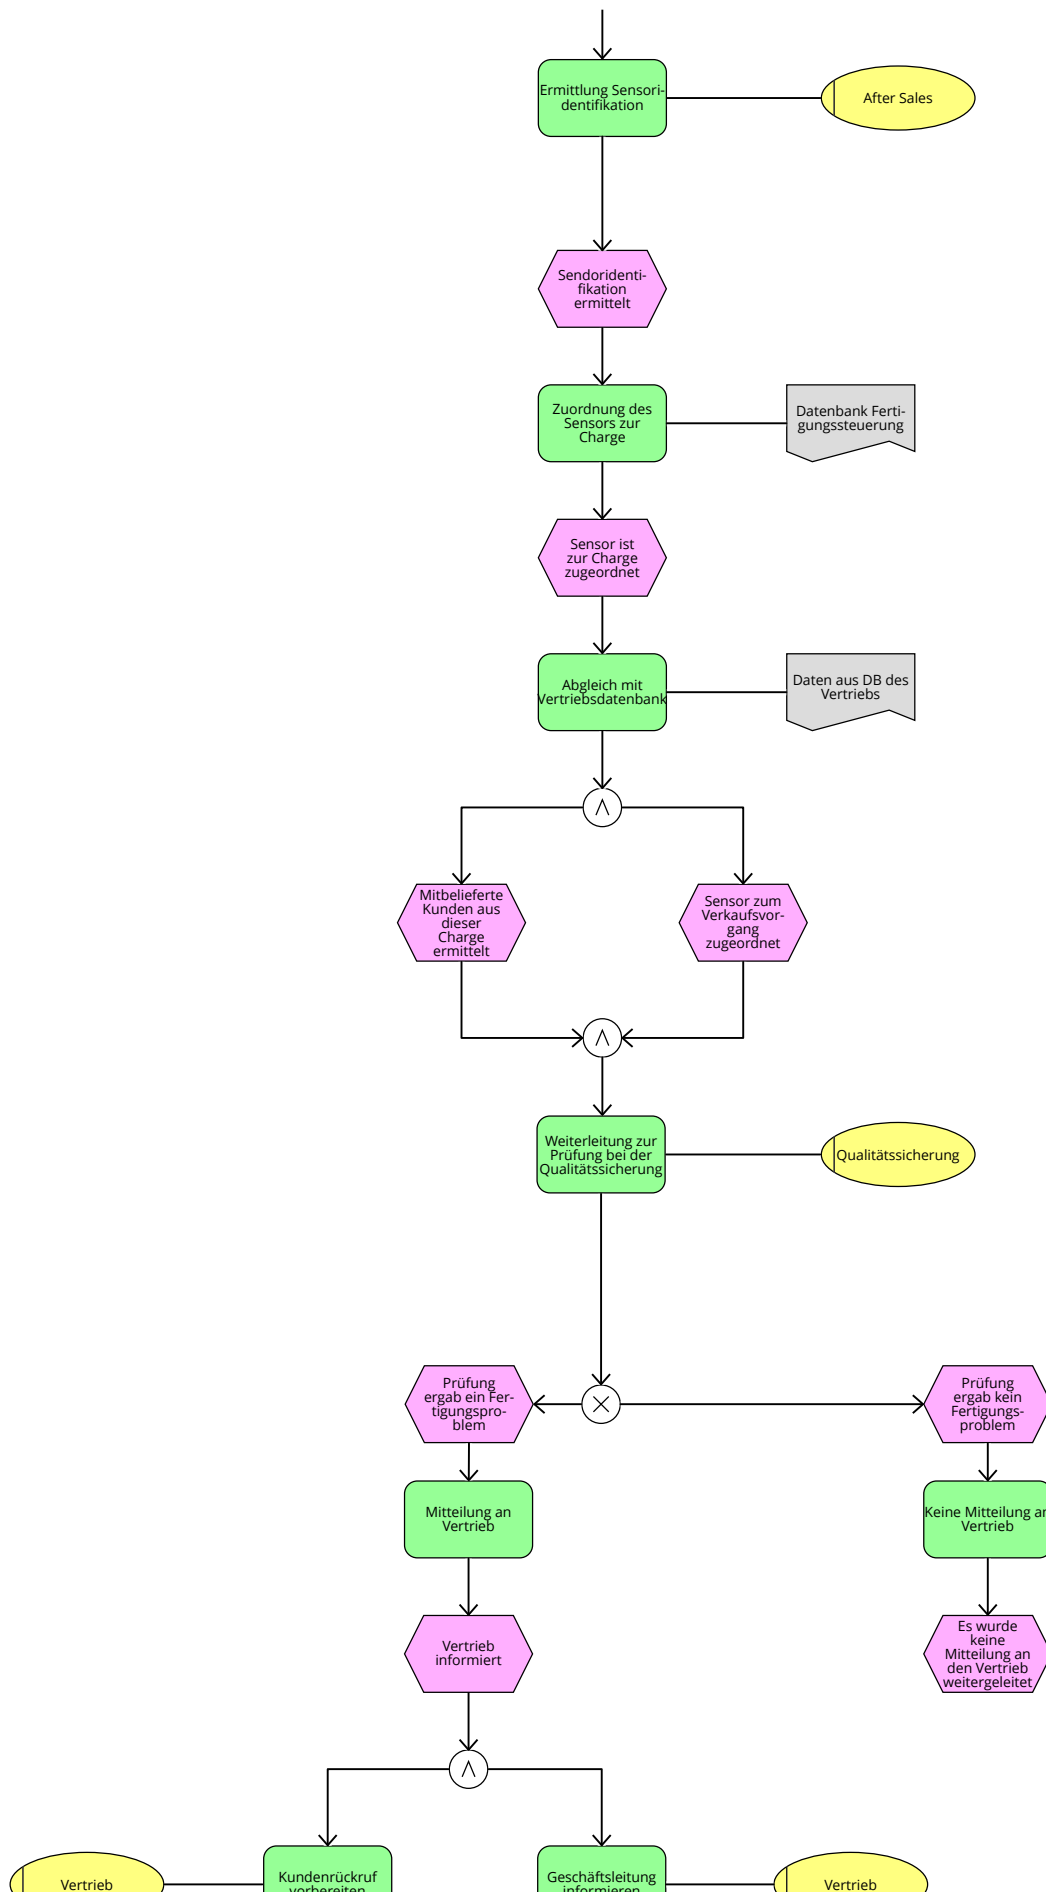 Ermittlung Sensori-
dentifikation
After Sales
Sendoridenti-
fikation
ermittelt
Zuordnung des
Sensors zur
Charge
Datenbank Ferti-
gungssteuerung
Sensor ist
zur Charge
zugeordnet
Abgleich mit
Vertriebsdatenbank
Daten aus DB des
Vertriebs
Mitbelieferte
Kunden aus
dieser
Charge
ermittelt
Sensor zum
Verkaufsvor-
gang
zugeordnet
Weiterleitung zur
Prüfung bei der
Qualitätssicherung
Qualitätssicherung
Prüfung
ergab ein Fer-
tigungspro-
blem
Prüfung
ergab kein
Fertigungs-
problem
Mitteilung an
Vertrieb
Keine Mitteilung an
Vertrieb
Vertrieb
informiert
Es wurde
keine
Mitteilung an
den Vertrieb
weitergeleitet
Vertrieb
Kundenrückruf
vorbereiten
Geschäftsleitung
informieren
Vertrieb